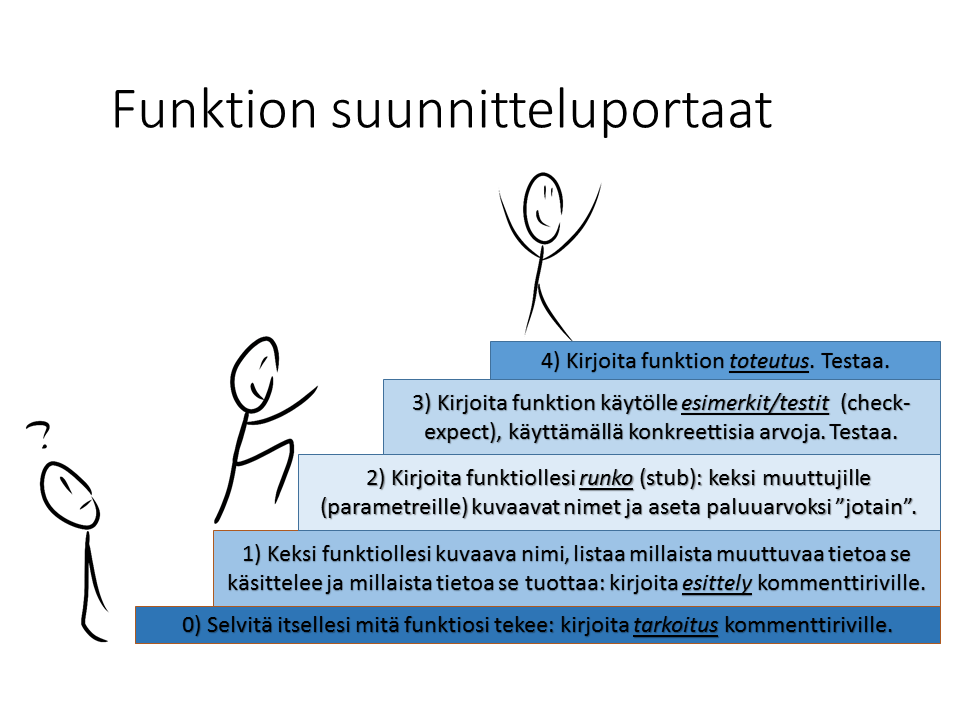 Funktion suunnitteluportaat
4) Kirjoita funktion toteutus. Testaa.
3) Kirjoita funktion käytölle esimerkit/testit (check-
expect), käyttämällä konkreettisia arvoja. Testaa.
?
2) Kirjoita funktiollesi runko (stub): keksi muuttujille
(parametreille) kuvaavat nimet ja aseta paluuarvoksi ”jotain”.
1) Keksi funktiollesi kuvaava nimi, listaa millaista muuttuvaa tietoa se
käsittelee ja millaista tietoa se tuottaa: kirjoita esittely kommenttiriville.
0) Selvitä itsellesi mitä funktiosi tekee: kirjoita tarkoitus kommenttiriville.